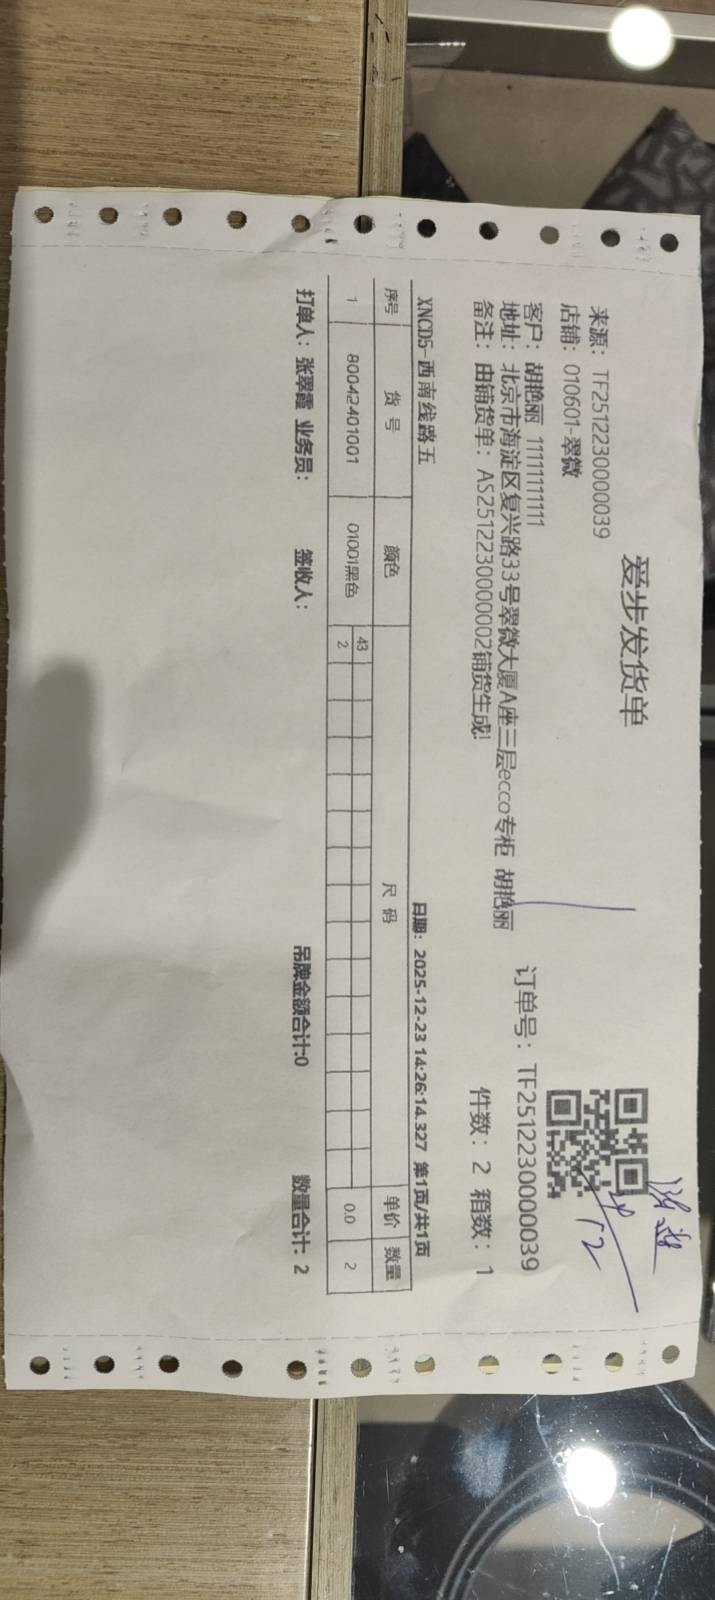 爱步发货单
来源：TF2512230000039
店铺：010601-翠微
订单号：TF2512230000039
客户：胡艳丽 11111111111
地址：北京市海淀区复兴路33号翠微大厦A座三层ecco专柜 胡艳丽
件数：2 箱数：1
备注：由铺货单：AS2512230000002铺货生成!
XNCD5-西南线路五 日期：2025-12-23 14:26:14.327 第1页/共1页
序号 货号 颜色 尺码 单价 数量
43
1 80042401001 01001黑色 2 0.0 2
打单人：张翠霞 业务员： 签收人： 吊牌金额合计:0 数量合计：2